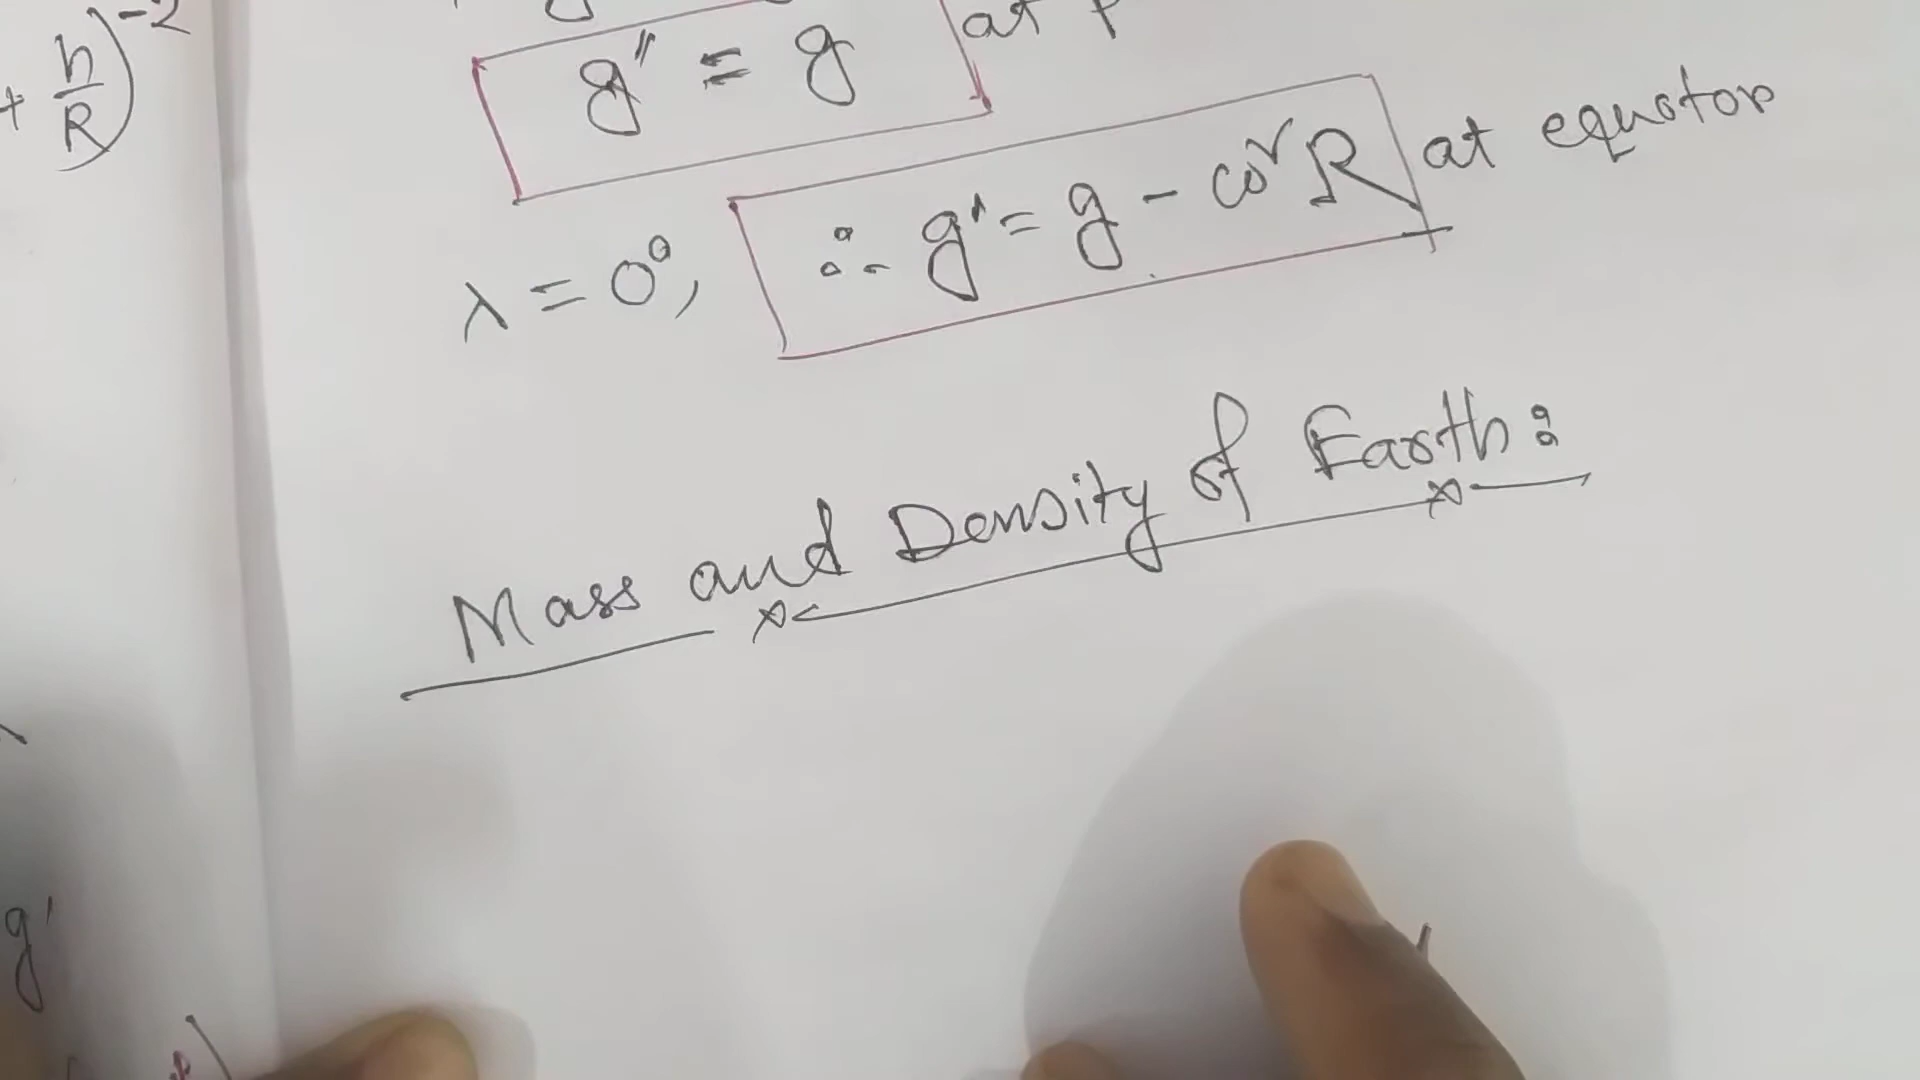 + h/R)⁻²
g" = g at
λ = 0°, ∴ g' = g - ω²R at equator
Mass and Density of Earth:
g'